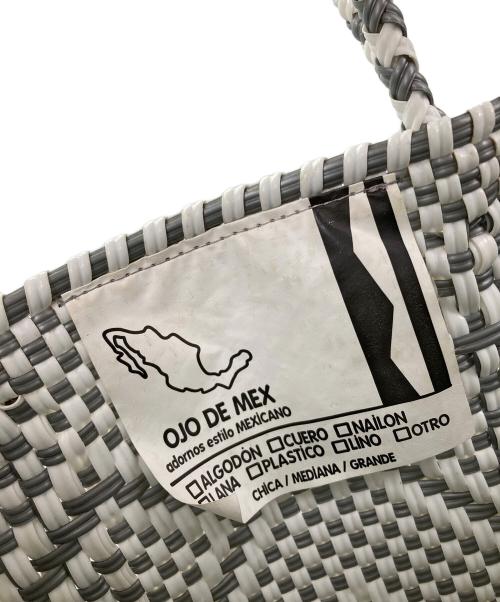 OJO DE MEX
adornos estilo MEXICANO
ALGODÓN CUERO NAILON
LANA PLASTICO LINO OTRO
CHICA / MEDIANA / GRANDE